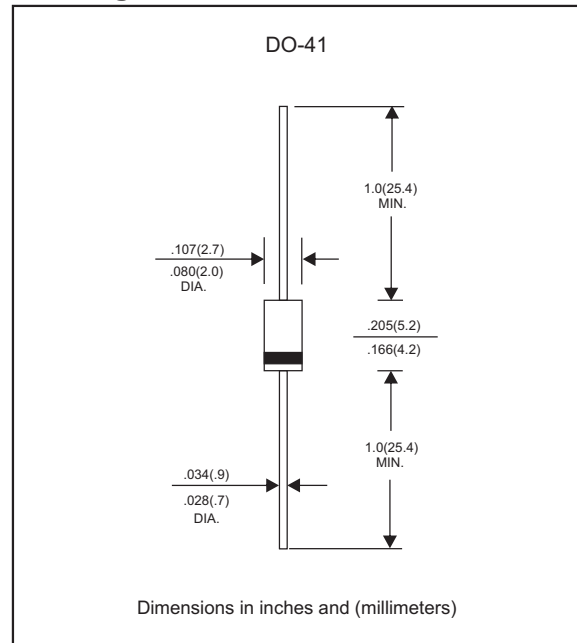 DO-41
1.0(25.4)
MIN.
.107(2.7)
.080(2.0)
DIA.
.205(5.2)
.166(4.2)
1.0(25.4)
MIN.
.034(.9)
.028(.7)
DIA.
Dimensions in inches and (millimeters)